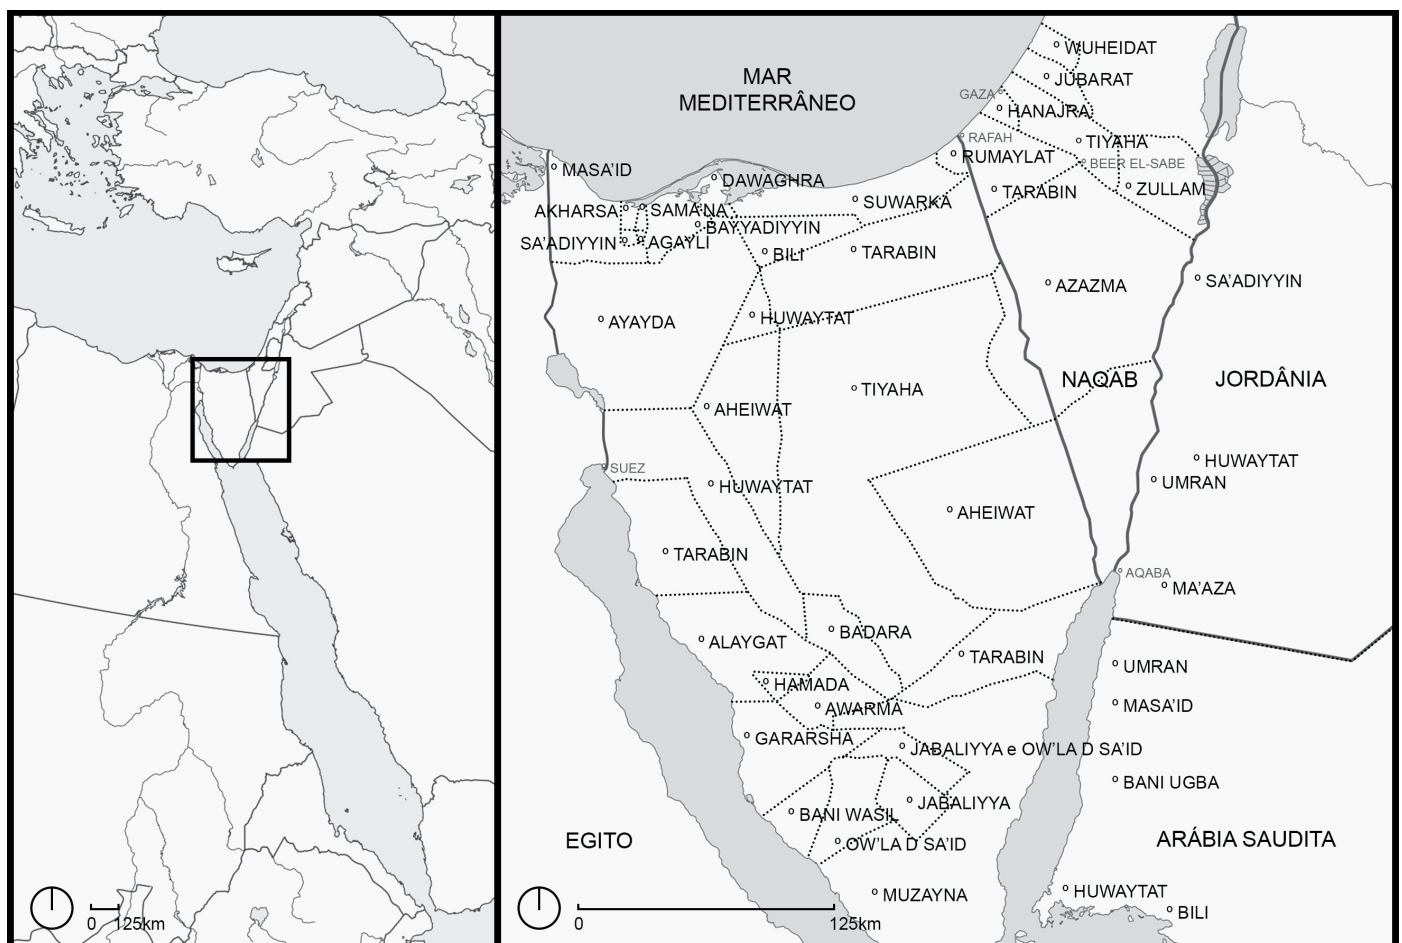 0 125km
MAR
MEDITERRÂNEO
WUHEIDAT
JUBARAT
GAZA
HANAJRA
RAFAH
TIYAHA
RUMAYLAT
BEER EL-SABE
MASA'ID
DAWAGHRA
TARABIN
ZULLAM
SUWARKA
AKHARSA
SAMA'NA
BAYYADIYYIN
SA'ADIYYIN
AGAYLI
BILI
TARABIN
AZAZMA
SA'ADIYYIN
AYAYDA
HUWAYTAT
NAQAB
JORDÂNIA
TIYAHA
AHEIWAT
SUEZ
HUWAYTAT
HUWAYTAT
UMRAN
AHEIWAT
TARABIN
AQABA
MA'AZA
ALAYGAT
BADARA
TARABIN
UMRAN
HAMADA
AWARMA
MASA'ID
GARARSHA
JABALIYYA e OW'LA D SA'ID
BANI UGBA
BANI WASIL
JABALIYYA
EGITO
OW'LA D SA'ID
ARÁBIA SAUDITA
MUZAYNA
HUWAYTAT
BILI
0 125km